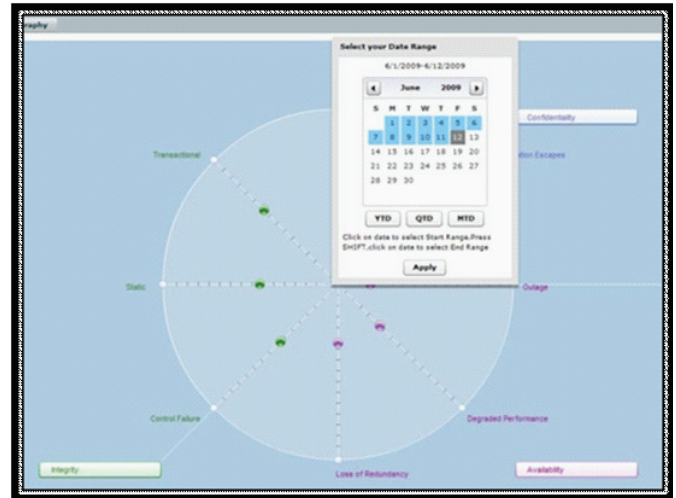 raphy
Select your Date Range
6/1/2009-6/12/2009
June 2009
S M T W T F S
1 2 3 4 5 6
7 8 9 10 11 12 13
14 15 16 17 18 19 20
21 22 23 24 25 26 27
28 29 30
YTD QTD MTD
Click on date to select Start Range.Press
SHIFT.click on date to select End Range
Apply
Confidentiality
tion Escapes
Transactional
Static
Outage
Control Failure
Degraded Performance
Loss of Redundancy
Integrity
Availability